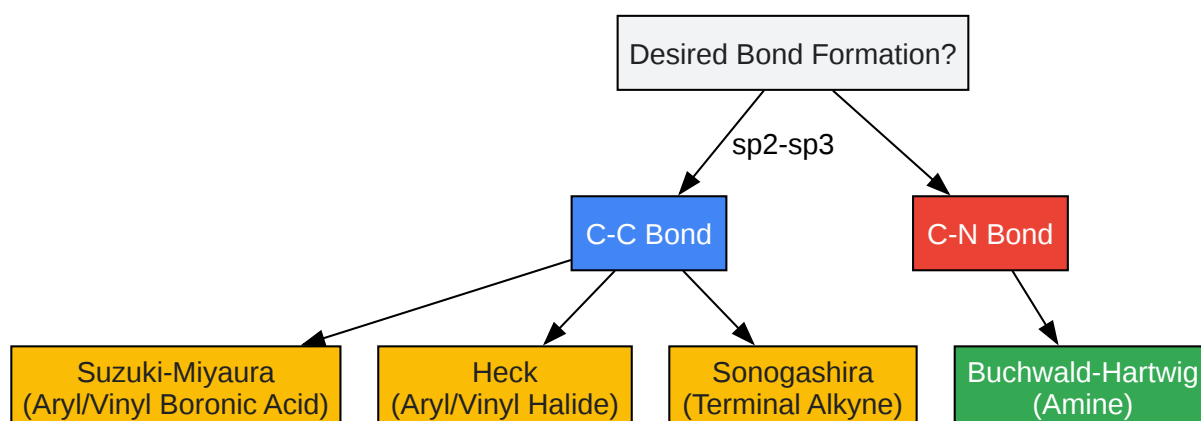 Desired Bond Formation?
sp2-sp3
C-C Bond
C-N Bond
Suzuki-Miyaura
(Aryl/Vinyl Boronic Acid)
Heck
(Aryl/Vinyl Halide)
Sonogashira
(Terminal Alkyne)
Buchwald-Hartwig
(Amine)